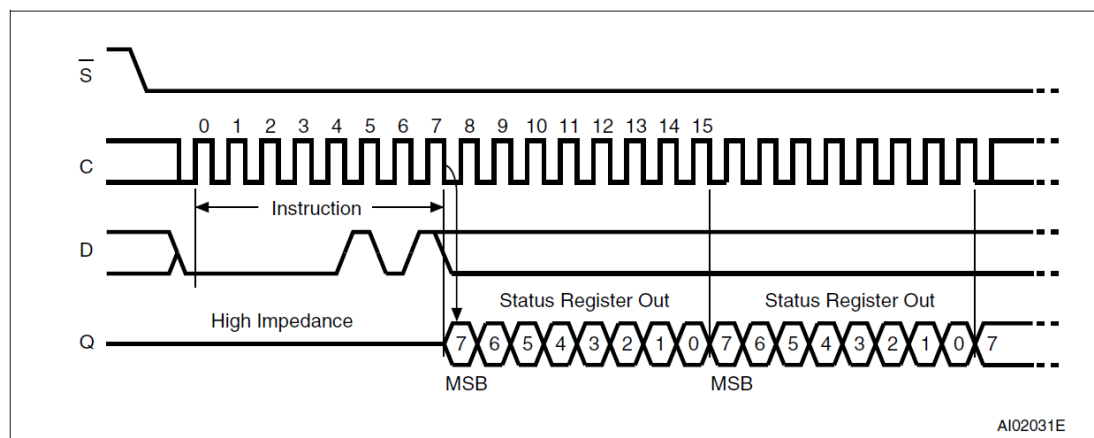 S
0 1 2 3 4 5 6 7 8 9 10 11 12 13 14 15
C
Instruction
D
Status Register Out Status Register Out
High Impedance
Q 7 6 5 4 3 2 1 0 7 6 5 4 3 2 1 0 7
MSB MSB
AI02031E